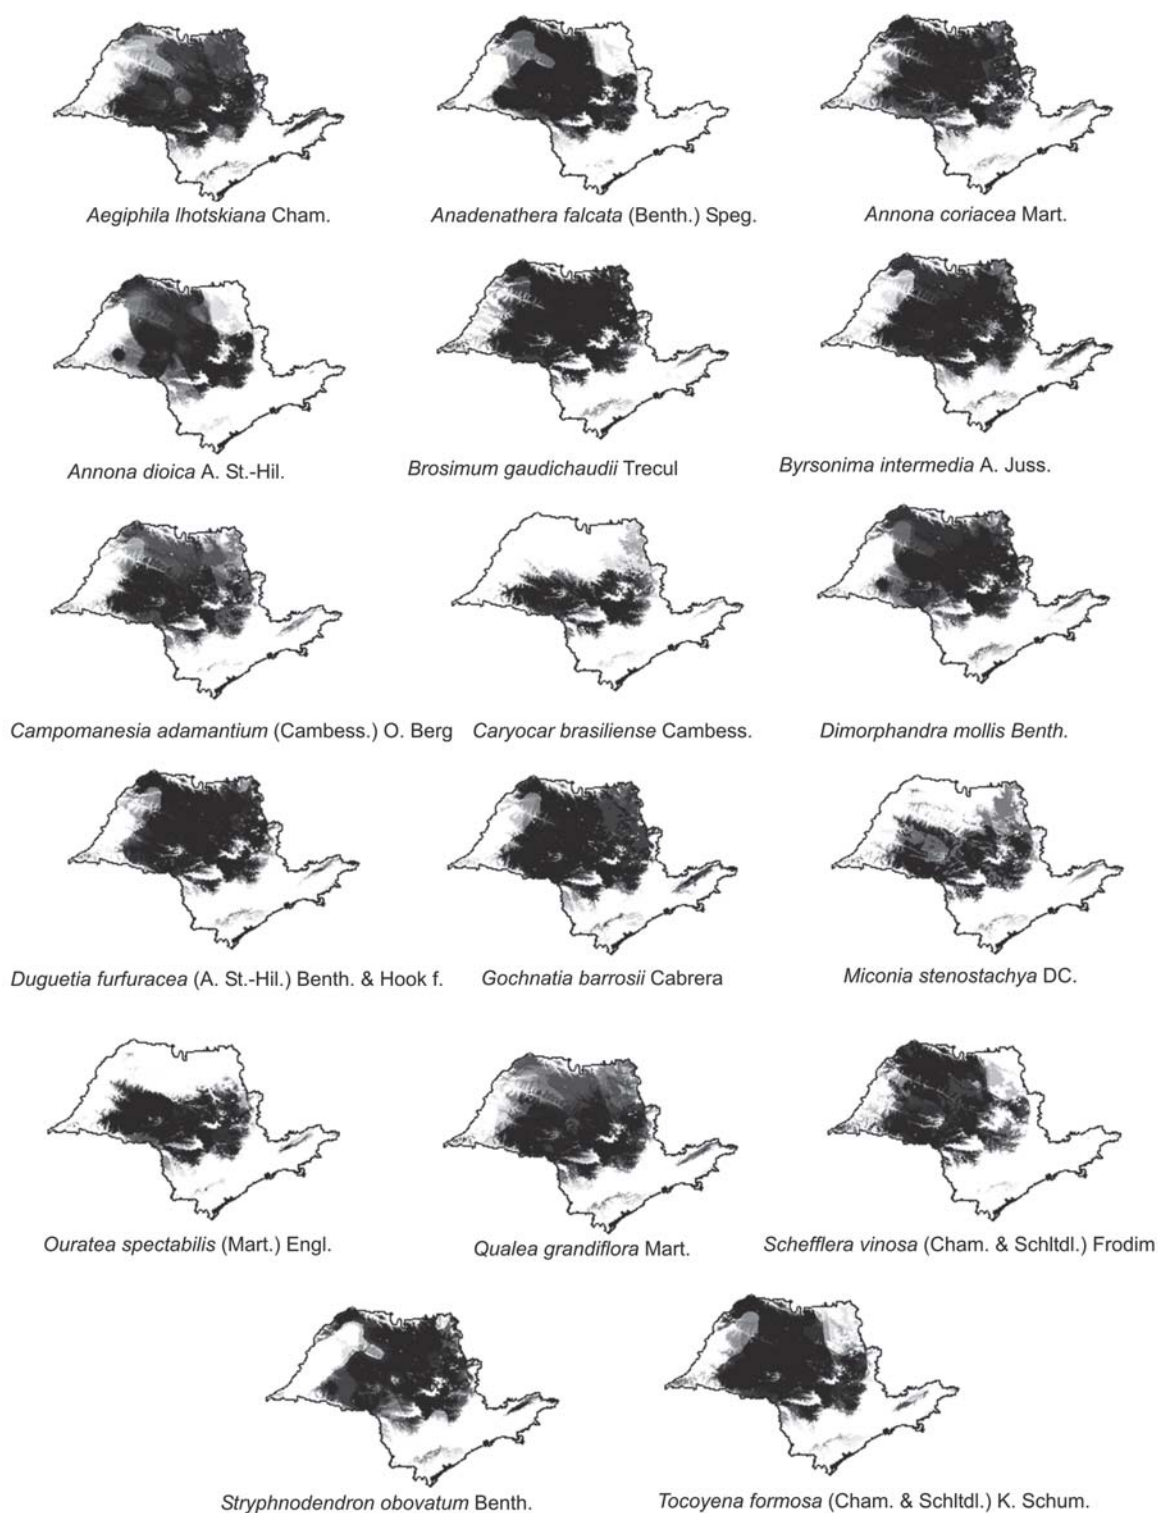 Aegiphila lhotskiana Cham.
Anadenathera falcata (Benth.) Speg.
Annona coriacea Mart.
Annona dioica A. St.-Hil.
Brosimum gaudichaudii Trecul
Byrsonima intermedia A. Juss.
Campomanesia adamantium (Cambess.) O. Berg
Caryocar brasiliense Cambess.
Dimorphandra mollis Benth.
Duguetia furfuracea (A. St.-Hil.) Benth. & Hook f.
Gochnatia barrosii Cabrera
Miconia stenostachya DC.
Ouratea spectabilis (Mart.) Engl.
Qualea grandiflora Mart.
Schefflera vinosa (Cham. & Schltdl.) Frodim
Stryphnodendron obovatum Benth.
Tocoyena formosa (Cham. & Schltdl.) K. Schum.